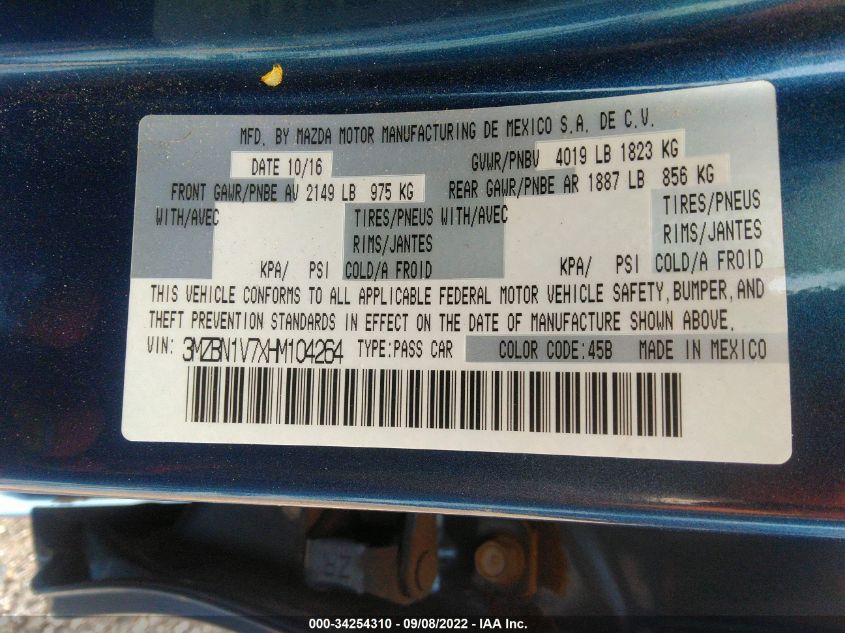 MFD. BY MAZDA MOTOR MANUFACTURING DE MEXICO S.A. DE C.V.
DATE 10/16 GVWR/PNBV 4019 LB 1823 KG
FRONT GAWR/PNBE AV 2149 LB 975 KG REAR GAWR/PNBE AR 1887 LB 856 KG
WITH/AVEC TIRES/PNEUS WITH/AVEC TIRES/PNEUS
RIMS/JANTES RIMS/JANTES
KPA/ PSI COLD/A FROID KPA/ PSI COLD/A FROID
THIS VEHICLE CONFORMS TO ALL APPLICABLE FEDERAL MOTOR VEHICLE SAFETY, BUMPER, AND
THEFT PREVENTION STANDARDS IN EFFECT ON THE DATE OF MANUFACTURE SHOWN ABOVE.
VIN: 3MZBN1V7XHM104264 TYPE: PASS CAR COLOR CODE: 45B MADE IN MEXICO
000-34254310 - 09/08/2022 - IAA Inc.